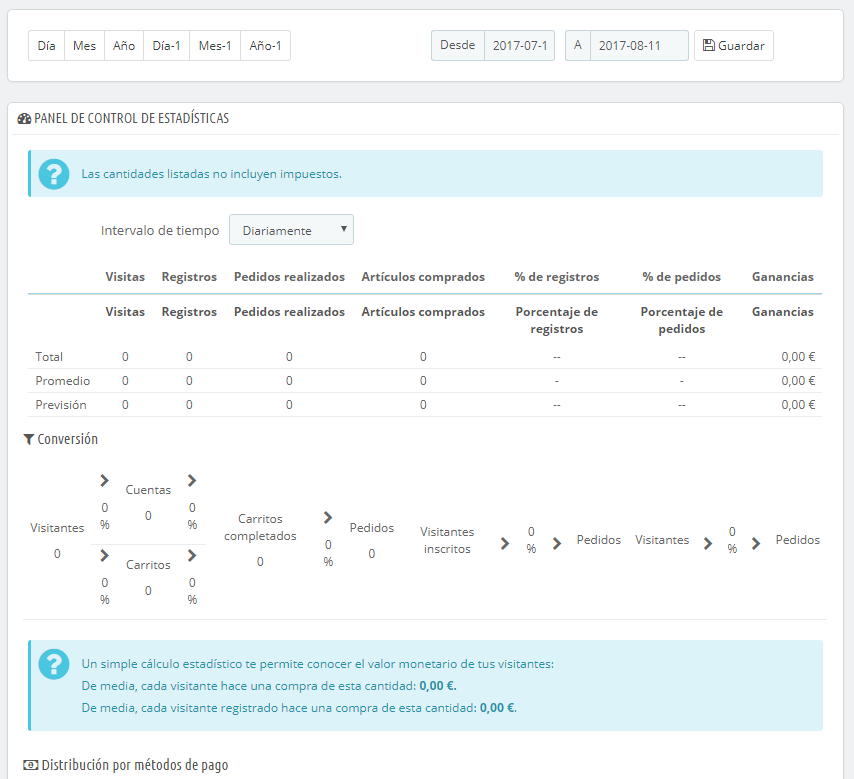 Día Mes Año Día-1 Mes-1 Año-1 Desde 2017-07-1 A 2017-08-11 Guardar
PANEL DE CONTROL DE ESTADÍSTICAS
Las cantidades listadas no incluyen impuestos.
Intervalo de tiempo Diariamente
Visitas Registros Pedidos realizados Artículos comprados % de registros % de pedidos Ganancias
Visitas Registros Pedidos realizados Artículos comprados Porcentaje de registros Porcentaje de pedidos Ganancias
Total 0 0 0 0 -- -- 0,00 €
Promedio 0 0 0 0 - - 0,00 €
Previsión 0 0 0 0 -- -- 0,00 €
Conversión
Visitantes
0
0
%
Cuentas
0
0
%
0
%
Carritos
0
0
%
Carritos
completados
0
0
%
Pedidos
0
Visitantes
inscritos
0
%
Pedidos
Visitantes
0
%
Pedidos
Un simple cálculo estadístico te permite conocer el valor monetario de tus visitantes:
De media, cada visitante hace una compra de esta cantidad: 0,00 €.
De media, cada visitante registrado hace una compra de esta cantidad: 0,00 €.
Distribución por métodos de pago